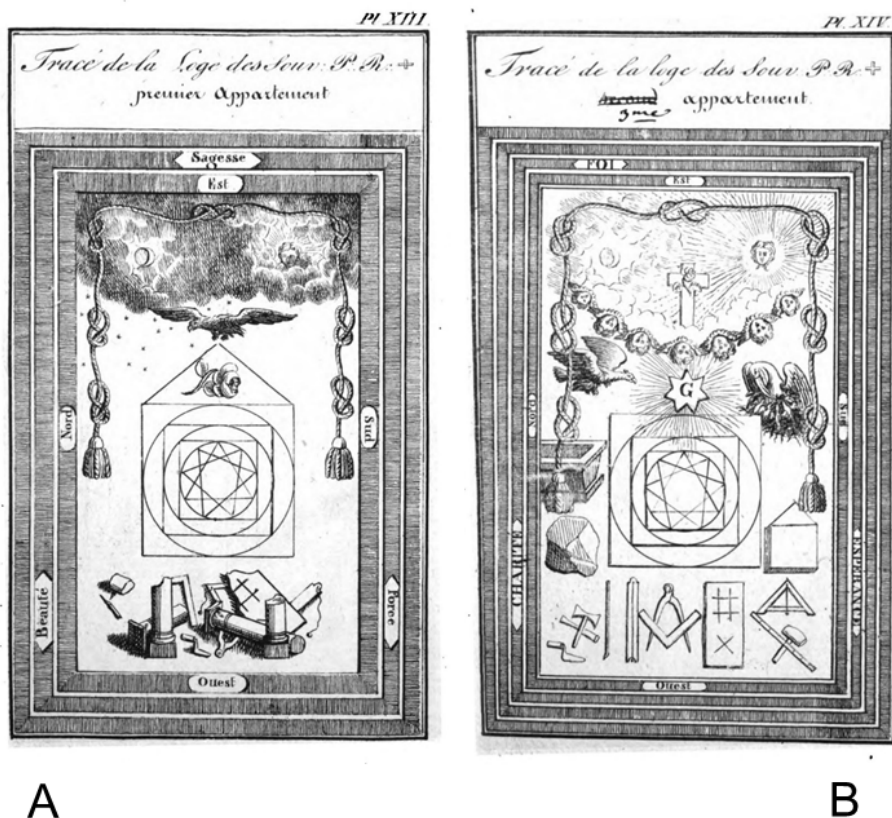 Pl XIII.
Tracé de la Loge des Souv∴ P∴ R∴ +
premier Appartement
Sagesse
Est
Nord
Sud
Beauté
Force
Ouest
A
Pl. XIV
Tracé de la loge des Souv. P. R∴ +
second appartement.
3me
FOI
Est
G
Nord
Sud
CHARITÉ
ESPERANCE
Ouest
B